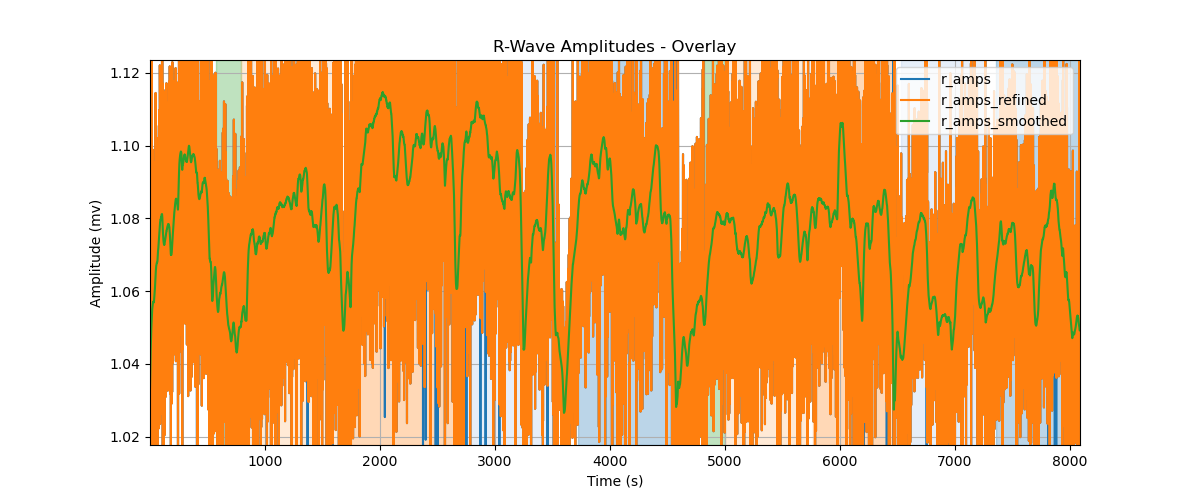 R-Wave Amplitudes - Overlay
1.12
1.10
1.08
1.06
1.04
1.02
Amplitude (mv)
r_amps
r_amps_refined
r_amps_smoothed
1000
2000
3000
4000
5000
6000
7000
8000
Time (s)